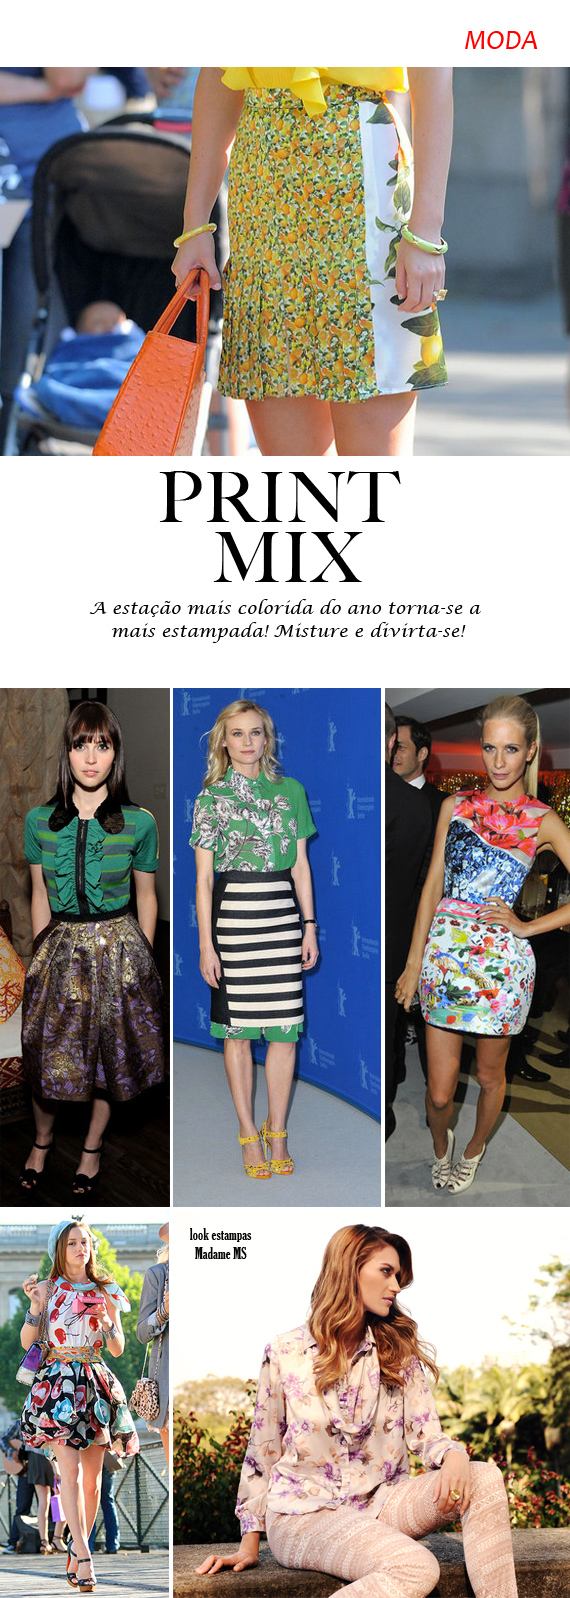 MODA
PRINT
MIX
A estação mais colorida do ano torna-se a
mais estampada! Misture e divirta-se!
look estampas
Madame MS